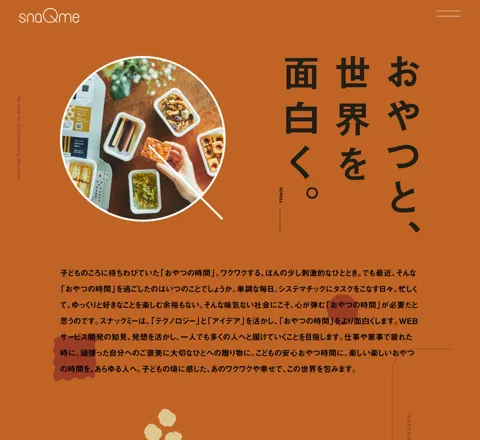 snaQme
おやつと、
世界を
面白く。
SCROLL
子どものころに待ちわびていた「おやつの時間」。ワクワクする、ほんの少し刺激的なひととき。でも最近、そんな
「おやつの時間」を過ごしたのはいつのことでしょうか。単調な毎日。システマチックにタスクをこなす日々。忙しく
て、ゆっくりと好きなことを楽しむ余裕もない。そんな味気ない社会にこそ、心が弾む「おやつの時間」が必要だと
思うのです。スナックミーは、「テクノロジー」と「アイデア」を活かし、「おやつの時間」をより面白くします。WEB
サービス開発の知見、発想を活かし、一人でも多くの人へと届けていくことを目指します。仕事や家事で疲れた
時に。頑張った自分へのご褒美に大切なひとへの贈り物に。こどもの安心おやつ時間に。楽しい楽しいおやつ
の時間を、あらゆる人へ。子どもの頃に感じた、あのワクワクや幸せで、この世界を包みます。